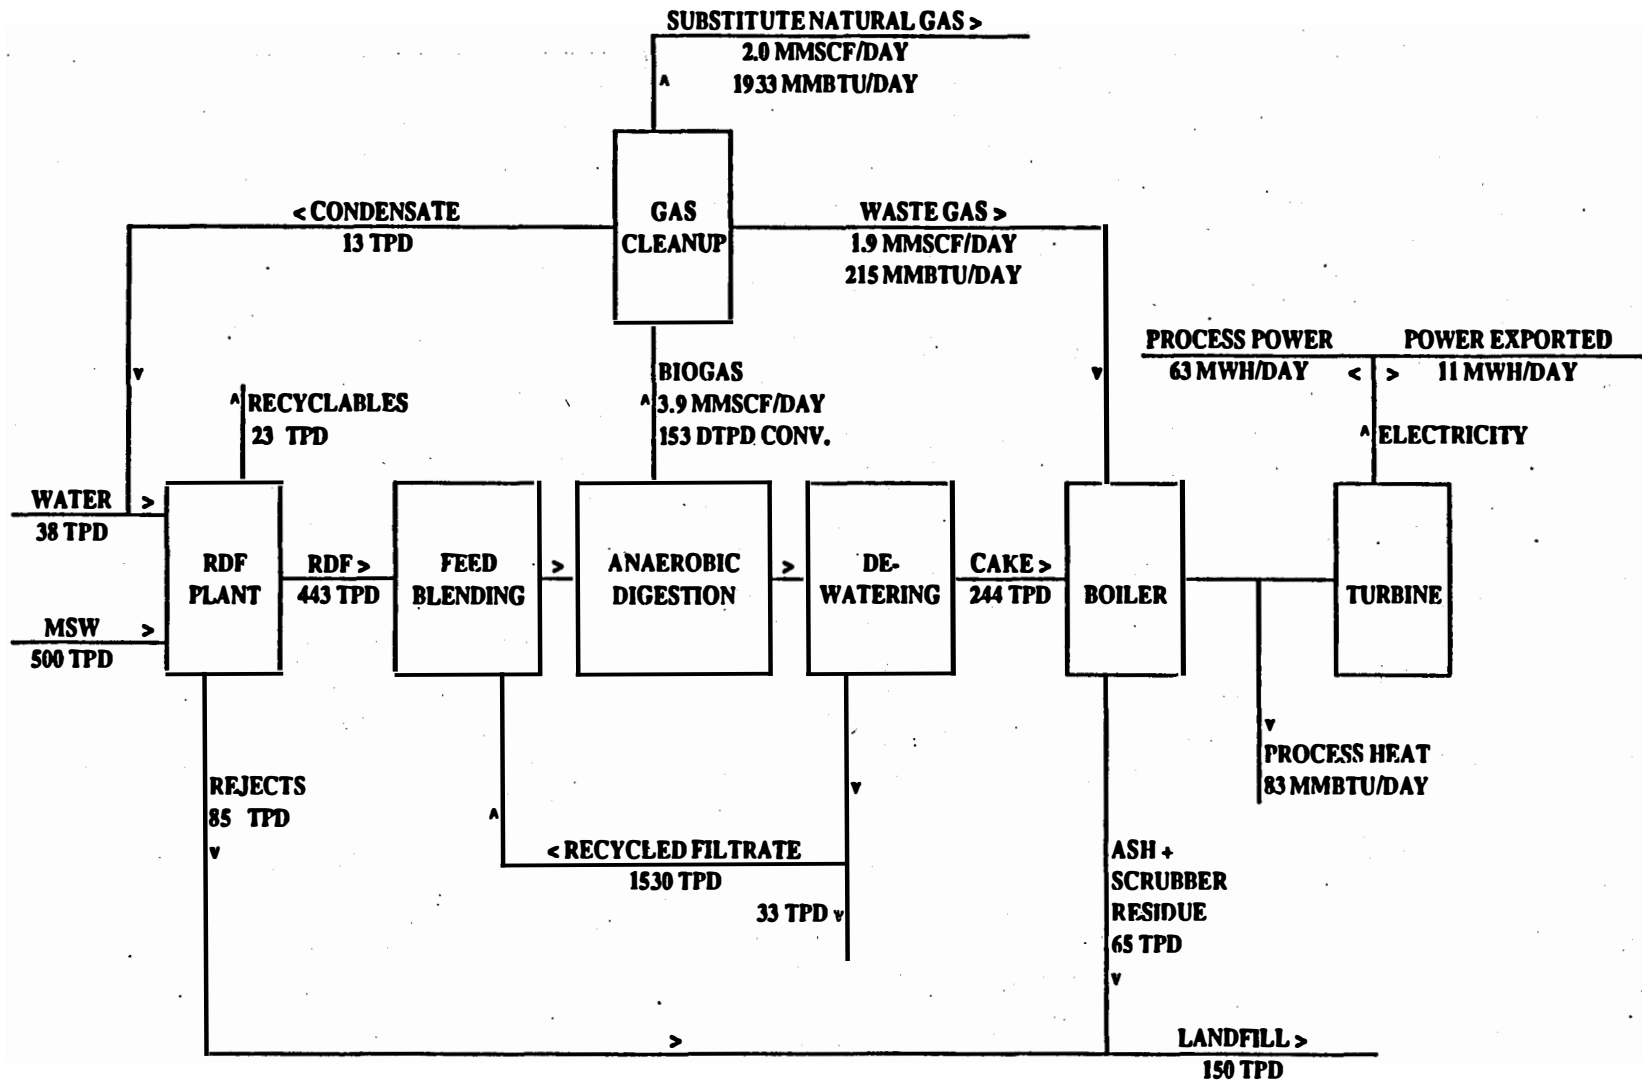 SUBSTITUTE NATURAL GAS >
2.0 MMSCF/DAY
1933 MMBTU/DAY
GAS
CLEANUP
< CONDENSATE
13 TPD
WASTE GAS >
1.9 MMSCF/DAY
215 MMBTU/DAY
PROCESS POWER
63 MWH/DAY
< >
POWER EXPORTED
11 MWH/DAY
ELECTRICITY
BIOGAS
3.9 MMSCF/DAY
153 DTPD CONV.
RECYCLABLES
23 TPD
WATER >
38 TPD
MSW >
500 TPD
RDF
PLANT
RDF >
443 TPD
FEED
BLENDING
>
ANAEROBIC
DIGESTION
>
DE-
WATERING
CAKE >
244 TPD
BOILER
TURBINE
PROCESS HEAT
83 MMBTU/DAY
REJECTS
85 TPD
< RECYCLED FILTRATE
1530 TPD
33 TPD
ASH +
SCRUBBER
RESIDUE
65 TPD
>
LANDFILL >
150 TPD